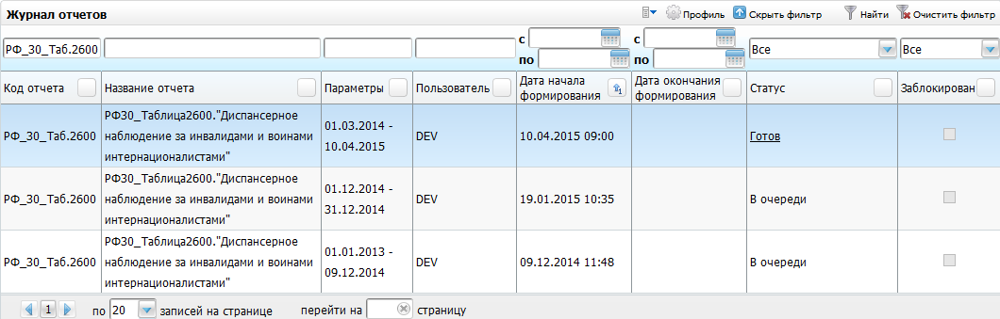 Журнал отчетов
Профиль Скрыть фильтр Найти Очистить фильтр
РФ_30_Таб.2600 с с Все Все
по по
Код отчета Название отчета Параметры Пользователь Дата начала формирования 1 Дата окончания формирования Статус Заблокирован
РФ_30_Таб.2600
РФ30_Таблица2600."Диспансерное
наблюдение за инвалидами и воинами
интернационалистами"
01.03.2014 -
10.04.2015
DEV
10.04.2015 09:00
Готов
РФ_30_Таб.2600
РФ30_Таблица2600."Диспансерное
наблюдение за инвалидами и воинами
интернационалистами"
01.12.2014 -
31.12.2014
DEV
19.01.2015 10:35
В очереди
РФ_30_Таб.2600
РФ30_Таблица2600."Диспансерное
наблюдение за инвалидами и воинами
интернационалистами"
01.01.2013 -
09.12.2014
DEV
09.12.2014 11:48
В очереди
1 по 20 записей на странице перейти на страницу